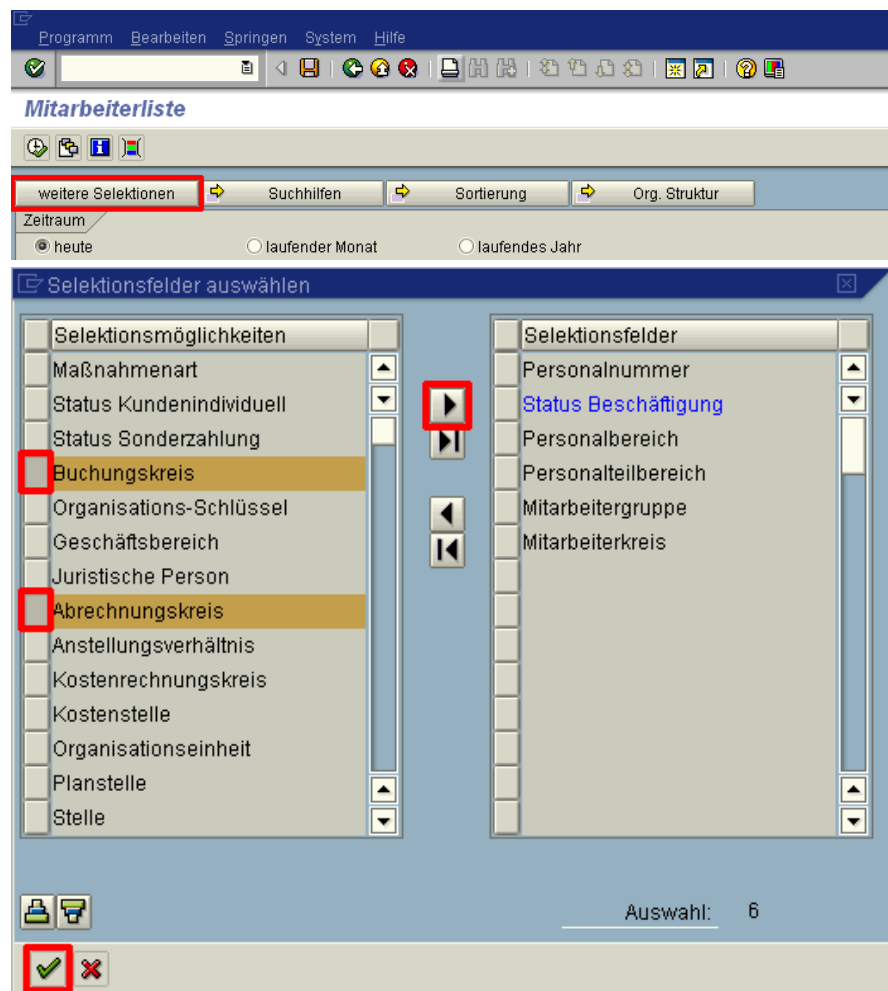 Programm Bearbeiten Springen System Hilfe
Mitarbeiterliste
weitere Selektionen Suchhilfen Sortierung Org. Struktur
Zeitraum
heute laufender Monat laufendes Jahr
Selektionsfelder auswählen
Selektionsmöglichkeiten Selektionsfelder
Maßnahmenart Personalnummer
Status Kundenindividuell Status Beschäftigung
Status Sonderzahlung Personalbereich
Buchungskreis Personalteilbereich
Organisations-Schlüssel Mitarbeitergruppe
Geschäftsbereich Mitarbeiterkreis
Juristische Person
Abrechnungskreis
Anstellungsverhältnis
Kostenrechnungskreis
Kostenstelle
Organisationseinheit
Planstelle
Stelle
Auswahl: 6